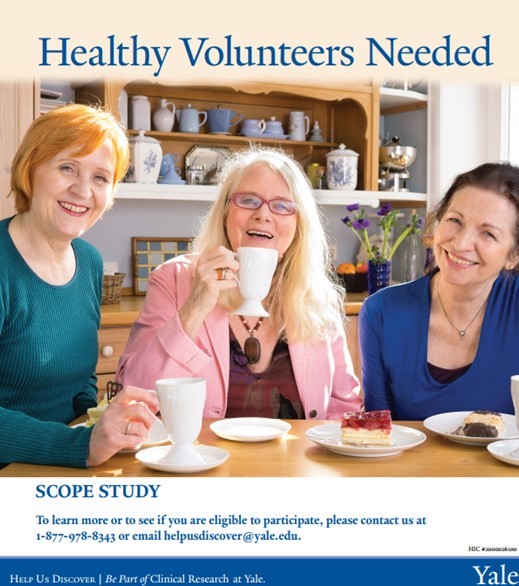 Healthy Volunteers Needed
SCOPE STUDY
To learn more or to see if you are eligible to participate, please contact us at
1-877-978-8343 or email helpusdiscover@yale.edu.
HIC #2000026100
HELP US DISCOVER | Be Part of Clinical Research at Yale.
Yale